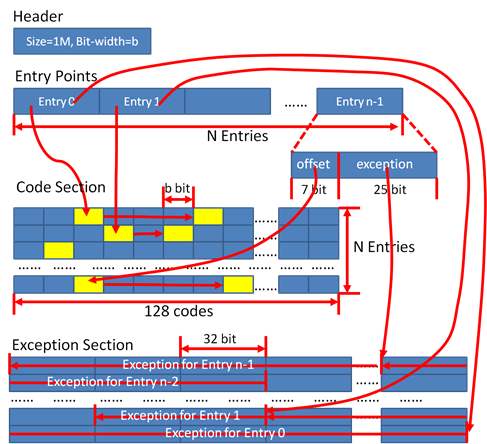 Header
Size=1M, Bit-width=b
Entry Points
Entry 0 Entry 1 ...... Entry n-1
N Entries
offset exception
7 bit 25 bit
Code Section b bit
......
......
...... ...... ...... ...... ......
N Entries
......
128 codes
Exception Section 32 bit
Exception for Entry n-1 ......
Exception for Entry n-2 ......
...... ...... ...... ...... ...... ......
Exception for Entry 1 ......
Exception for Entry 0 ......